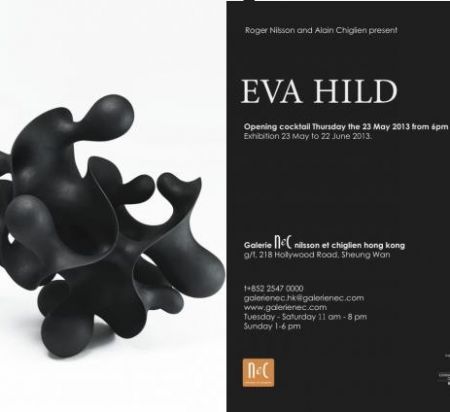 Roger Nilsson and Alain Chiglien present
EVA HILD
Opening cocktail Thursday the 23 May 2013 from 6pm
Exhibition 23 May to 22 June 2013.
Galerie NéC nilsson et chiglien hong kong
g/f, 218 Hollywood Road, Sheung Wan
t+852 2547 0000
galerienec.hk@galerienec.com
www.galerienec.com
Tuesday - Saturday 11 am - 8 pm
Sunday 1-6 pm
NéC